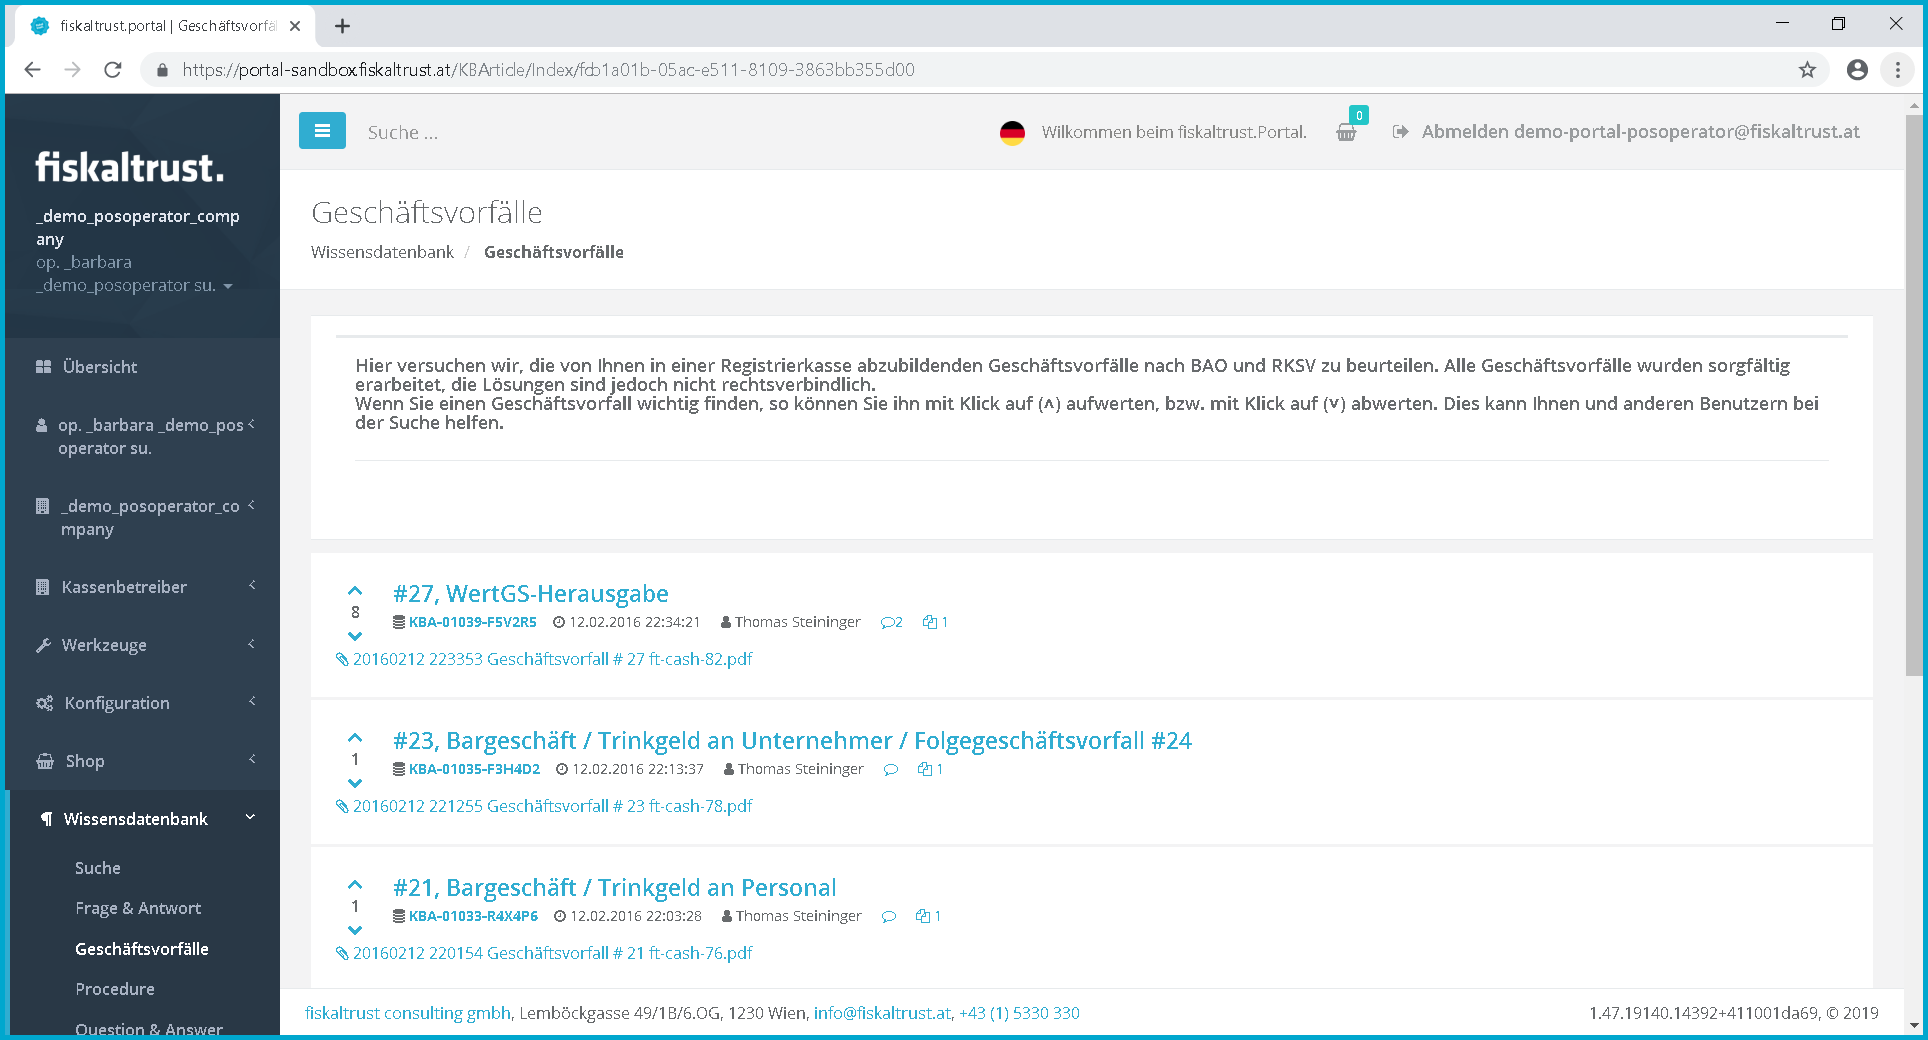 fiskaltrust.portal | Geschäftsvorfä
https://portal-sandbox.fiskaltrust.at/KBArticle/Index/fcb1a01b-05ac-e511-8109-3863bb355d00
fiskaltrust.
_demo_posoperator_comp
any
op. _barbara
_demo_posoperator su.
Übersicht
op. _barbara _demo_pos
operator su.
_demo_posoperator_co
mpany
Kassenbetreiber
Werkzeuge
Konfiguration
Shop
Wissensdatenbank
Suche
Frage & Antwort
Geschäftsvorfälle
Procedure
Question & Answer
Suche ...
Wilkommen beim fiskaltrust.Portal.
0
Abmelden demo-portal-posoperator@fiskaltrust.at
Geschäftsvorfälle
Wissensdatenbank / Geschäftsvorfälle
Hier versuchen wir, die von Ihnen in einer Registrierkasse abzubildenden Geschäftsvorfälle nach BAO und RKSV zu beurteilen. Alle Geschäftsvorfälle wurden sorgfältig
erarbeitet, die Lösungen sind jedoch nicht rechtsverbindlich.
Wenn Sie einen Geschäftsvorfall wichtig finden, so können Sie ihn mit Klick auf (˄) aufwerten, bzw. mit Klick auf (˅) abwerten. Dies kann Ihnen und anderen Benutzern bei
der Suche helfen.
#27, WertGS-Herausgabe
8
KBA-01039-F5V2R5 12.02.2016 22:34:21 Thomas Steininger 2 1
20160212 223353 Geschäftsvorfall # 27 ft-cash-82.pdf
#23, Bargeschäft / Trinkgeld an Unternehmer / Folgegeschäftsvorfall #24
1
KBA-01035-F3H4D2 12.02.2016 22:13:37 Thomas Steininger 1
20160212 221255 Geschäftsvorfall # 23 ft-cash-78.pdf
#21, Bargeschäft / Trinkgeld an Personal
1
KBA-01033-R4X4P6 12.02.2016 22:03:28 Thomas Steininger 1
20160212 220154 Geschäftsvorfall # 21 ft-cash-76.pdf
fiskaltrust consulting gmbh, Lemböckgasse 49/1B/6.OG, 1230 Wien, info@fiskaltrust.at, +43 (1) 5330 330
1.47.19140.14392+411001da69, © 2019